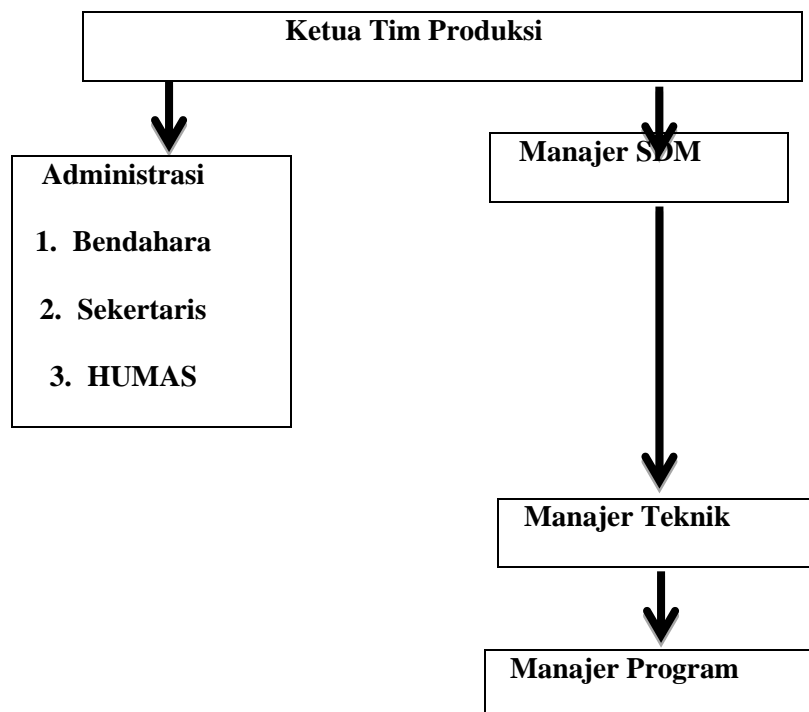 Ketua Tim Produksi
Manajer SDM
Administrasi
1. Bendahara
2. Sekertaris
3. HUMAS
Manajer Teknik
Manajer Program